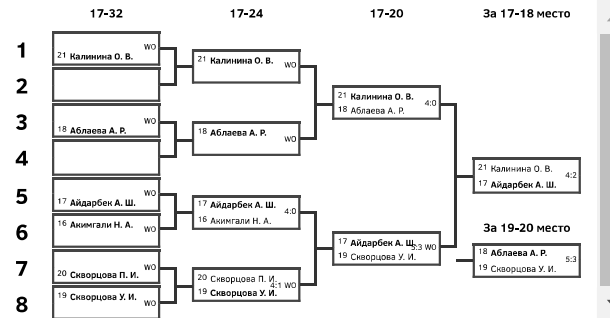 17-32
17-24
17-20
За 17-18 место
1
WO
21 Калинина О. В.
2
3
WO
18 Аблаева А. Р.
4
5
WO
17 Айдарбек А. Ш.
6
16 Акимгали Н. А.
WO
7
WO
20 Скворцова П. И.
8
19 Скворцова У. И.
WO
21 Калинина О. В.
WO
18 Аблаева А. Р.
WO
17 Айдарбек А. Ш.
16 Акимгали Н. А.
4:0
20 Скворцова П. И.
19 Скворцова У. И.
4:1 WO
21 Калинина О. В.
18 Аблаева А. Р.
4:0
17 Айдарбек А. Ш.
19 Скворцова У. И.
5:3 WO
21 Калинина О. В.
17 Айдарбек А. Ш.
4:2
За 19-20 место
18 Аблаева А. Р.
19 Скворцова У. И.
5:3